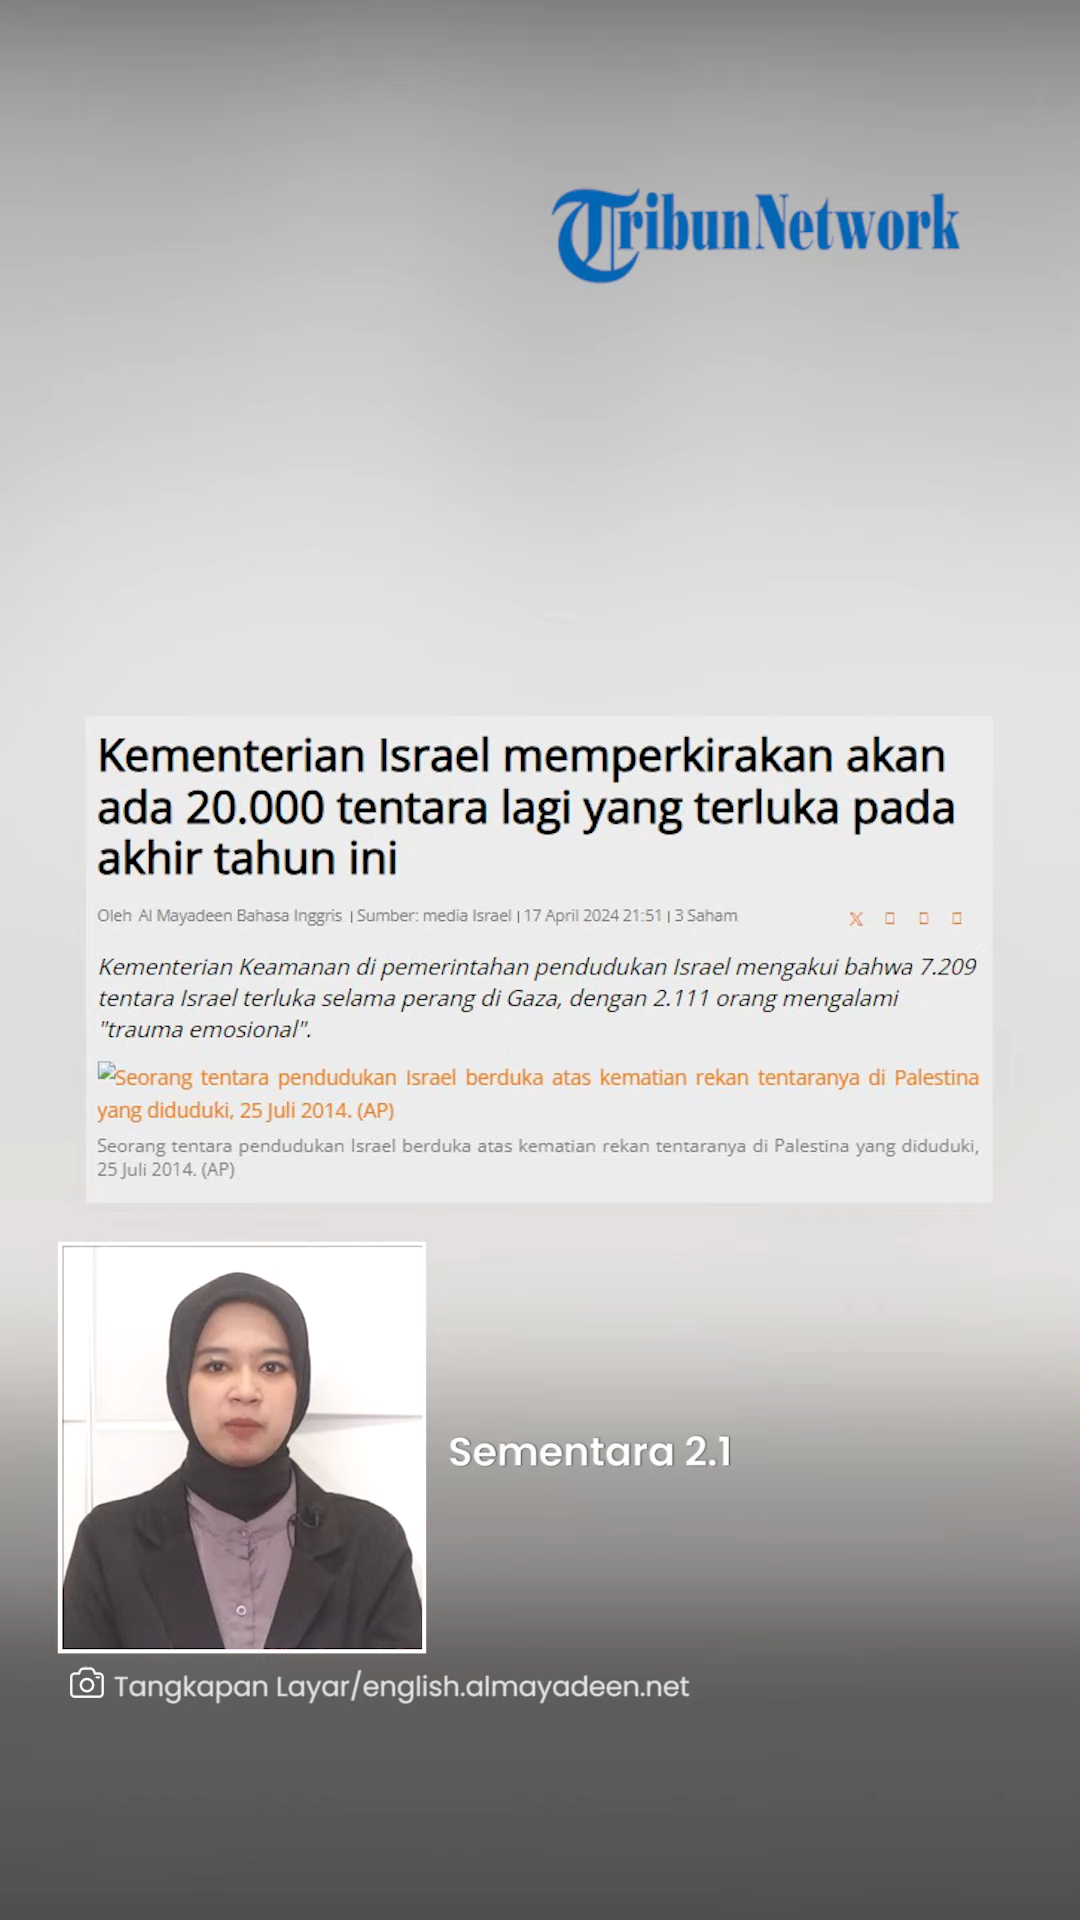 TribunNetwork
Kementerian Israel memperkirakan akan
ada 20.000 tentara lagi yang terluka pada
akhir tahun ini
Oleh Al Mayadeen Bahasa Inggris | Sumber: media Israel | 17 April 2024 21:51 | 3 Saham
Kementerian Keamanan di pemerintahan pendudukan Israel mengakui bahwa 7.209
tentara Israel terluka selama perang di Gaza, dengan 2.111 orang mengalami
"trauma emosional".
Seorang tentara pendudukan Israel berduka atas kematian rekan tentaranya di Palestina
yang diduduki, 25 Juli 2014. (AP)
Seorang tentara pendudukan Israel berduka atas kematian rekan tentaranya di Palestina yang diduduki,
25 Juli 2014. (AP)
Sementara 2.1
Tangkapan Layar/english.almayadeen.net